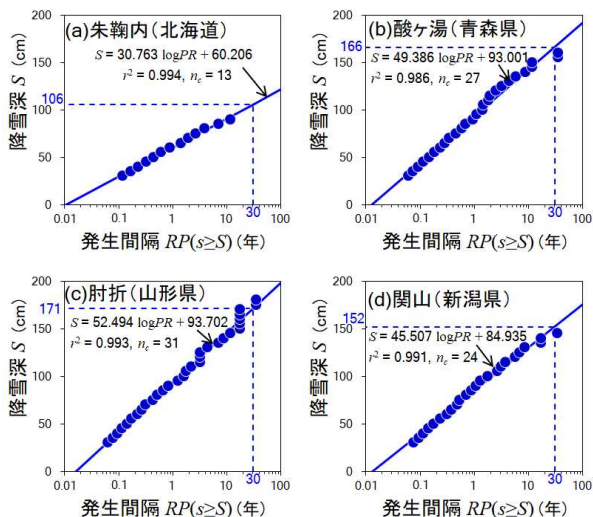 (a)朱鞠内(北海道)
S = 30.763 logPR + 60.206
r² = 0.994, nc = 13
降雪深 S (cm)
200
150
106
100
50
0
0.01 0.1 1 10 30 100
発生間隔 RP(s≥S)(年)
(b)酸ヶ湯(青森県)
S = 49.386 logPR + 93.001
r² = 0.986, nc = 27
降雪深 S (cm)
200
166
150
100
50
0
0.01 0.1 1 10 30 100
発生間隔 RP(s≥S)(年)
(c)肘折(山形県)
S = 52.494 logPR + 93.702
r² = 0.993, nc = 31
降雪深 S (cm)
200
171
150
100
50
0
0.01 0.1 1 10 30 100
発生間隔 RP(s≥S)(年)
(d)関山(新潟県)
S = 45.507 logPR + 84.935
r² = 0.991, nc = 24
降雪深 S (cm)
200
152
150
100
50
0
0.01 0.1 1 10 30 100
発生間隔 RP(s≥S)(年)